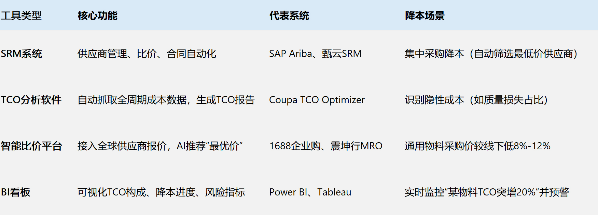 工具类型 核心功能 代表系统 降本场景
SRM系统 供应商管理、比价、合同自动化 SAP Ariba、甄云SRM 集中采购降本（自动筛选最低价供应商）
TCO分析软件 自动抓取全周期成本数据，生成TCO报告 Coupa TCO Optimizer 识别隐性成本（如质量损失占比）
智能比价平台 接入全球供应商报价，AI推荐“最优价” 1688企业购、震坤行MRO 通用物料采购价较线下低8%-12%
BI看板 可视化TCO构成、降本进度、风险指标 Power BI、Tableau 实时监控“某物料TCO突增20%”并预警